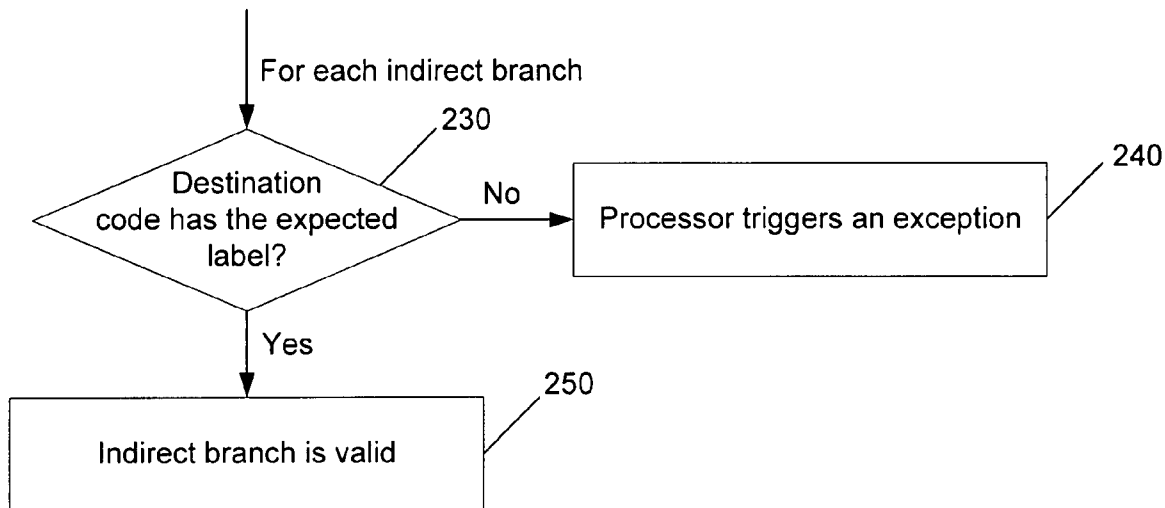 For each indirect branch
230
Destination
code has the expected
label?
No
Processor triggers an exception
240
Yes
250
Indirect branch is valid